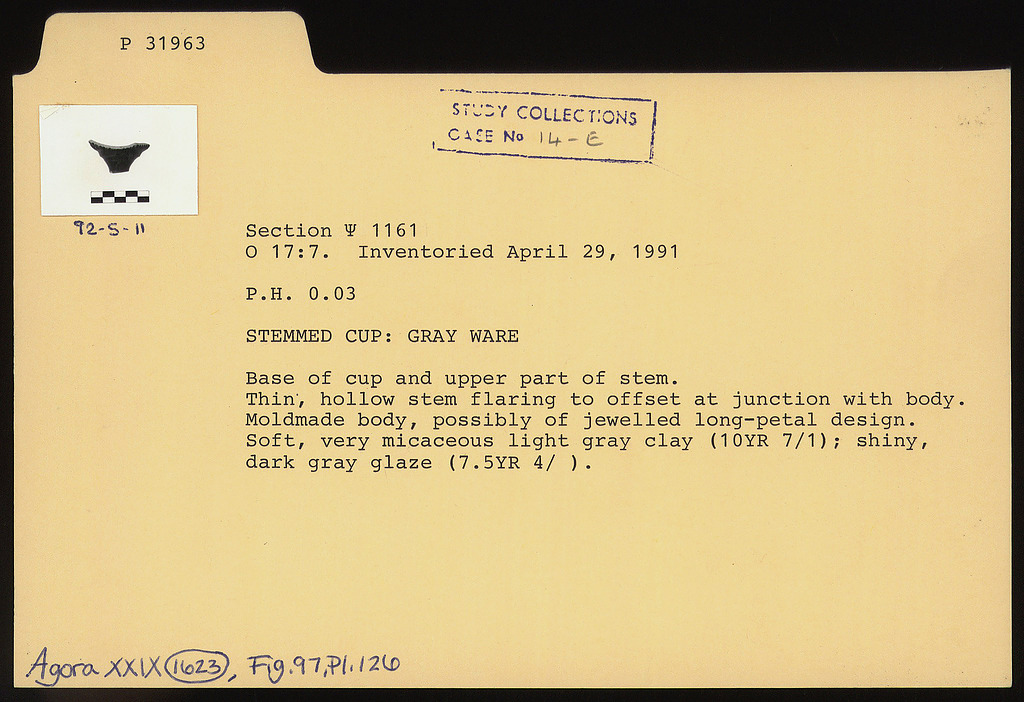 P 31963
STUDY COLLECTIONS
CASE No 14-E
92-S-11
Section Ψ 1161
O 17:7. Inventoried April 29, 1991
P.H. 0.03
STEMMED CUP: GRAY WARE
Base of cup and upper part of stem.
Thin, hollow stem flaring to offset at junction with body.
Moldmade body, possibly of jewelled long-petal design.
Soft, very micaceous light gray clay (10YR 7/1); shiny,
dark gray glaze (7.5YR 4/ ).
Agora XXIX 1623, Fig.97, Pl.126